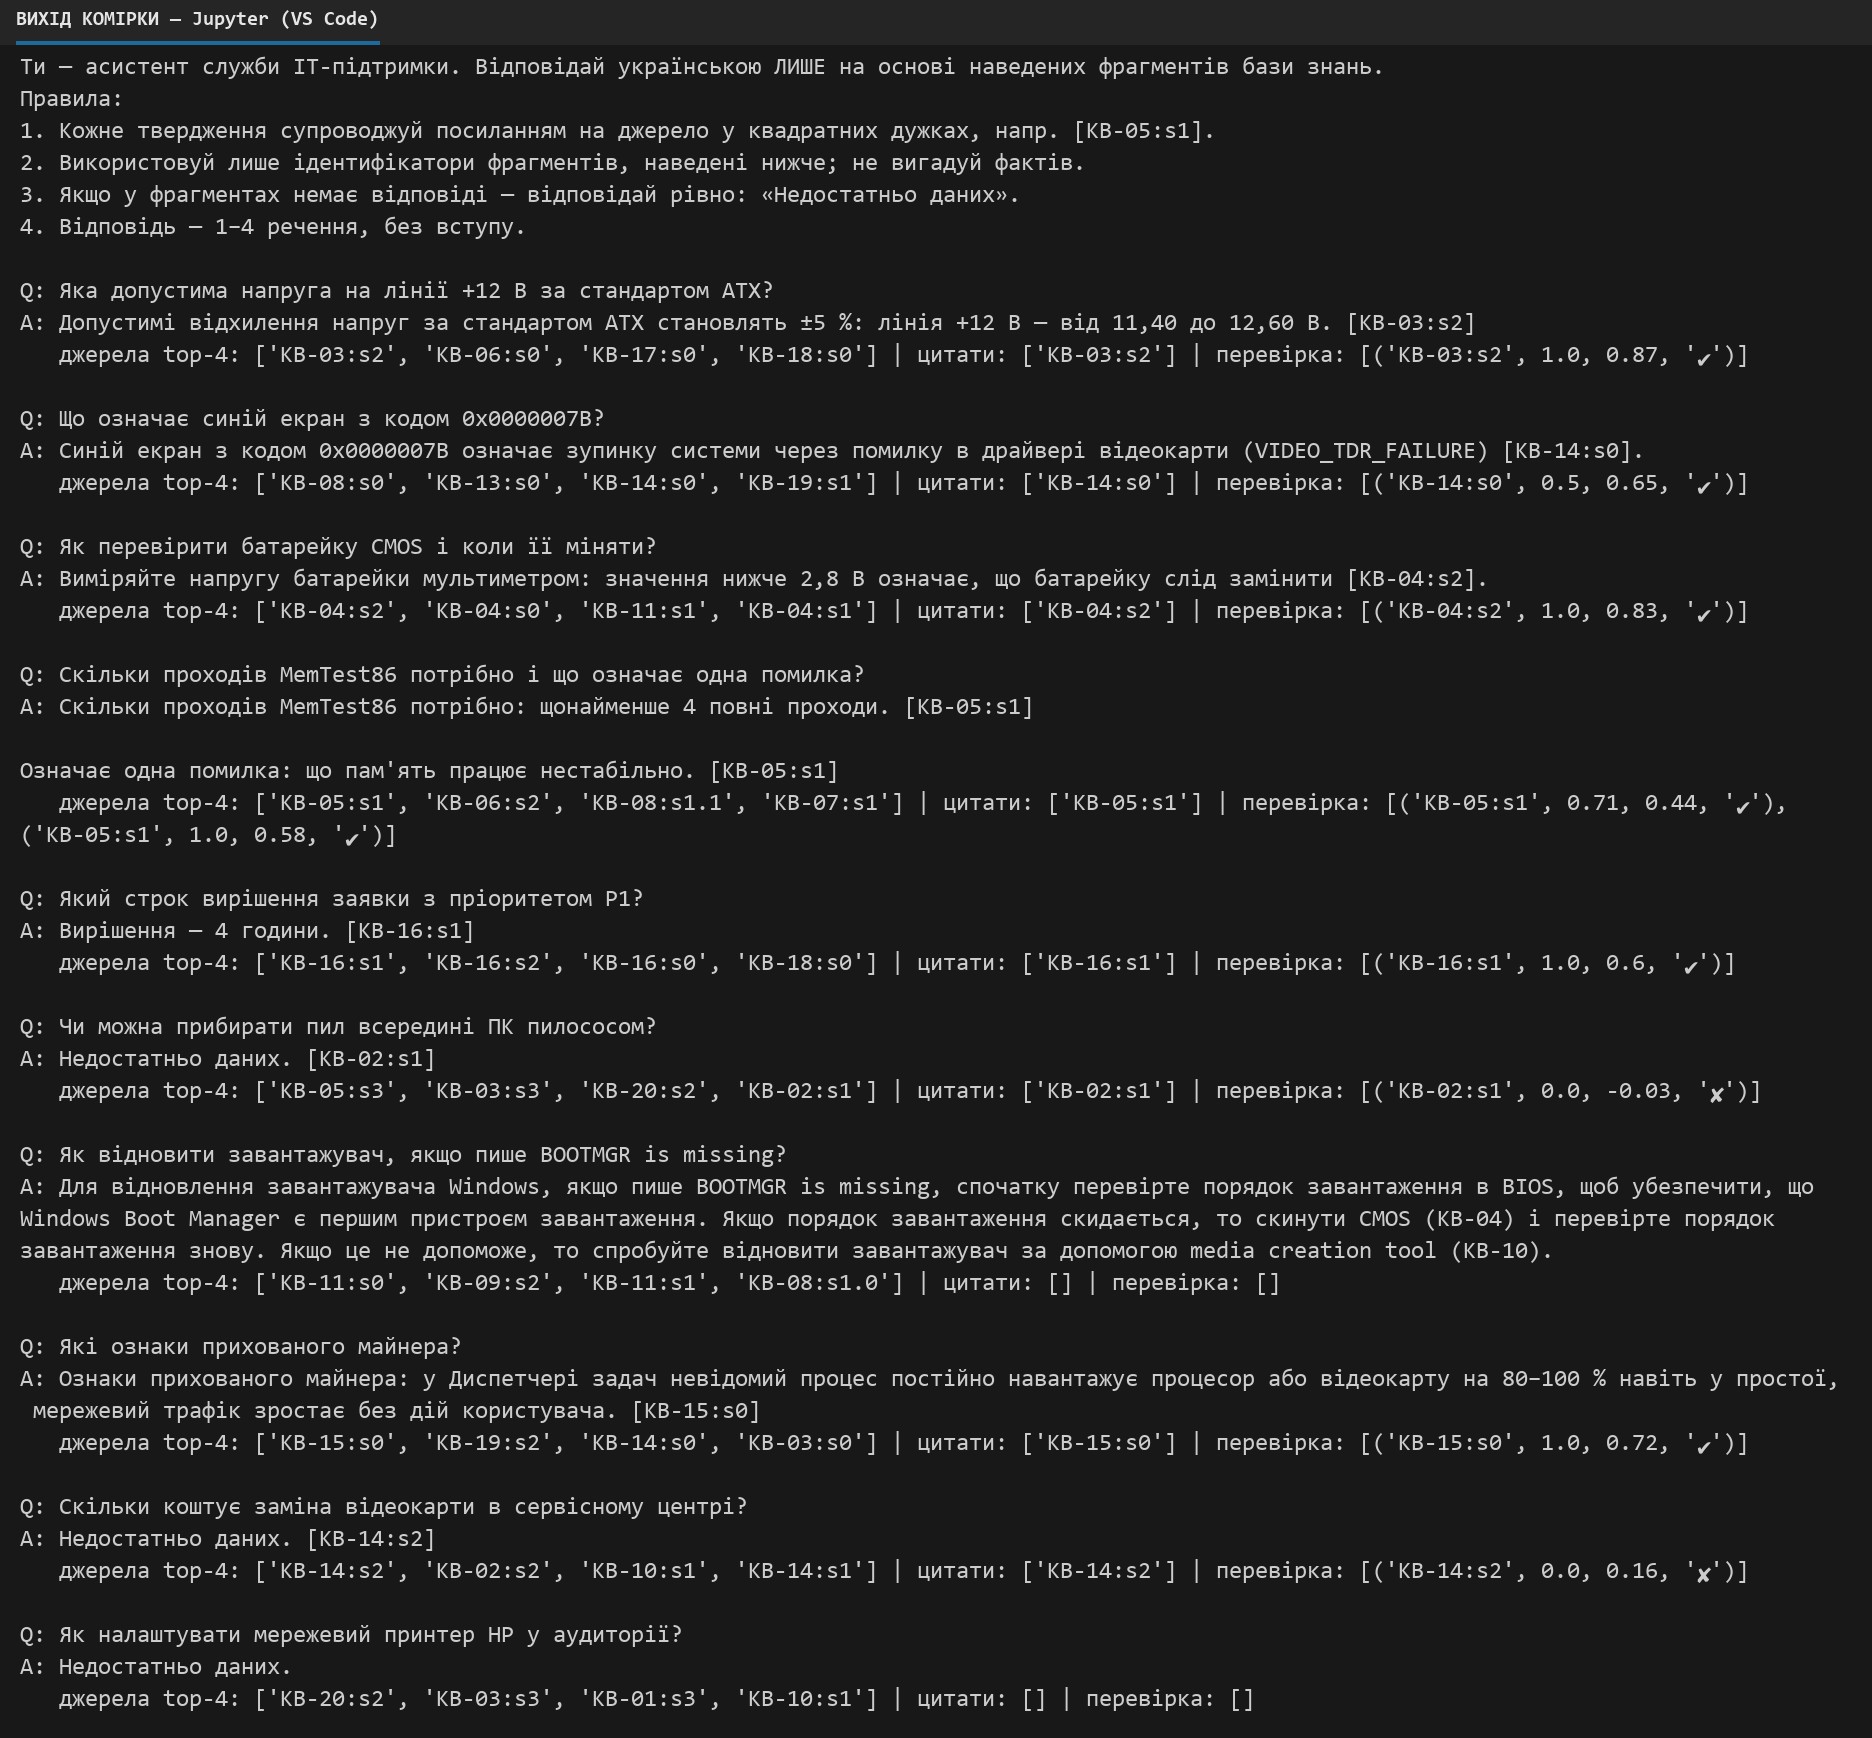 ВИХІД КОМІРКИ — Jupyter (VS Code)
Ти — асистент служби ІТ-підтримки. Відповідай українською ЛИШЕ на основі наведених фрагментів бази знань.
Правила:
1. Кожне твердження супроводжуй посиланням на джерело у квадратних дужках, напр. [KB-05:s1].
2. Використовуй лише ідентифікатори фрагментів, наведені нижче; не вигадуй фактів.
3. Якщо у фрагментах немає відповіді — відповідай рівно: «Недостатньо даних».
4. Відповідь — 1–4 речення, без вступу.
Q: Яка допустима напруга на лінії +12 В за стандартом ATX?
A: Допустимі відхилення напруг за стандартом ATX становлять ±5 %: лінія +12 В — від 11,40 до 12,60 В. [KB-03:s2]
джерела top-4: ['KB-03:s2', 'KB-06:s0', 'KB-17:s0', 'KB-18:s0'] | цитати: ['KB-03:s2'] | перевірка: [('KB-03:s2', 1.0, 0.87, '✔')]
Q: Що означає синій екран з кодом 0x0000007B?
A: Синій екран з кодом 0x0000007B означає зупинку системи через помилку в драйвері відеокарти (VIDEO_TDR_FAILURE) [KB-14:s0].
джерела top-4: ['KB-08:s0', 'KB-13:s0', 'KB-14:s0', 'KB-19:s1'] | цитати: ['KB-14:s0'] | перевірка: [('KB-14:s0', 0.5, 0.65, '✔')]
Q: Як перевірити батарейку CMOS і коли її міняти?
A: Виміряйте напругу батарейки мультиметром: значення нижче 2,8 В означає, що батарейку слід замінити [KB-04:s2].
джерела top-4: ['KB-04:s2', 'KB-04:s0', 'KB-11:s1', 'KB-04:s1'] | цитати: ['KB-04:s2'] | перевірка: [('KB-04:s2', 1.0, 0.83, '✔')]
Q: Скільки проходів MemTest86 потрібно і що означає одна помилка?
A: Скільки проходів MemTest86 потрібно: щонайменше 4 повні проходи. [KB-05:s1]
Означає одна помилка: що пам'ять працює нестабільно. [KB-05:s1]
джерела top-4: ['KB-05:s1', 'KB-06:s2', 'KB-08:s1.1', 'KB-07:s1'] | цитати: ['KB-05:s1'] | перевірка: [('KB-05:s1', 0.71, 0.44, '✔'),
('KB-05:s1', 1.0, 0.58, '✔')]
Q: Який строк вирішення заявки з пріоритетом P1?
A: Вирішення — 4 години. [KB-16:s1]
джерела top-4: ['KB-16:s1', 'KB-16:s2', 'KB-16:s0', 'KB-18:s0'] | цитати: ['KB-16:s1'] | перевірка: [('KB-16:s1', 1.0, 0.6, '✔')]
Q: Чи можна прибирати пил всередині ПК пилососом?
A: Недостатньо даних. [KB-02:s1]
джерела top-4: ['KB-05:s3', 'KB-03:s3', 'KB-20:s2', 'KB-02:s1'] | цитати: ['KB-02:s1'] | перевірка: [('KB-02:s1', 0.0, -0.03, '✘')]
Q: Як відновити завантажувач, якщо пише BOOTMGR is missing?
A: Для відновлення завантажувача Windows, якщо пише BOOTMGR is missing, спочатку перевірте порядок завантаження в BIOS, щоб убезпечити, що
Windows Boot Manager є першим пристроєм завантаження. Якщо порядок завантаження скидається, то скинути CMOS (KB-04) і перевірте порядок
завантаження знову. Якщо це не допоможе, то спробуйте відновити завантажувач за допомогою media creation tool (KB-10).
джерела top-4: ['KB-11:s0', 'KB-09:s2', 'KB-11:s1', 'KB-08:s1.0'] | цитати: [] | перевірка: []
Q: Які ознаки прихованого майнера?
A: Ознаки прихованого майнера: у Диспетчері задач невідомий процес постійно навантажує процесор або відеокарту на 80–100 % навіть у простої,
мережевий трафік зростає без дій користувача. [KB-15:s0]
джерела top-4: ['KB-15:s0', 'KB-19:s2', 'KB-14:s0', 'KB-03:s0'] | цитати: ['KB-15:s0'] | перевірка: [('KB-15:s0', 1.0, 0.72, '✔')]
Q: Скільки коштує заміна відеокарти в сервісному центрі?
A: Недостатньо даних. [KB-14:s2]
джерела top-4: ['KB-14:s2', 'KB-02:s2', 'KB-10:s1', 'KB-14:s1'] | цитати: ['KB-14:s2'] | перевірка: [('KB-14:s2', 0.0, 0.16, '✘')]
Q: Як налаштувати мережевий принтер HP у аудиторії?
A: Недостатньо даних.
джерела top-4: ['KB-20:s2', 'KB-03:s3', 'KB-01:s3', 'KB-10:s1'] | цитати: [] | перевірка: []